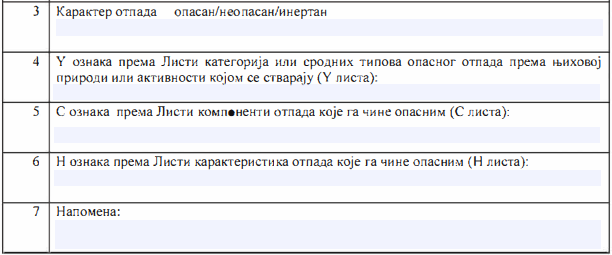 3 Карактер отпада опасан/неопасан/инертан
4 Y ознака према Листи категорија или сродних типова опасног отпада према њиховој
природи или активности којом се стварају (Y листа):
5 С ознака према Листи компоненти отпада које га чине опасним (С листа):
6 Н ознака према Листи карактеристика отпада које га чине опасним (Н листа):
7 Напомена: